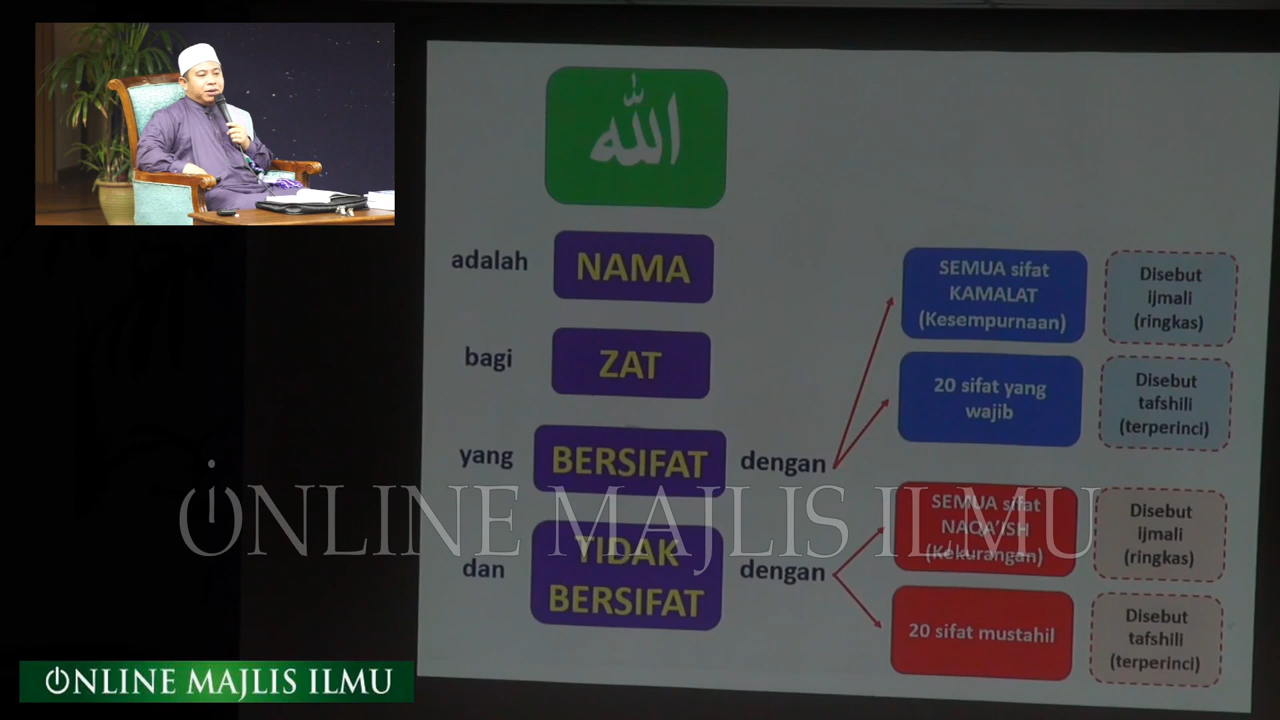 الله
adalah NAMA
bagi ZAT
yang BERSIFAT dengan
SEMUA sifat
KAMALAT
(Kesempurnaan)
Disebut
ijmali
(ringkas)
20 sifat yang
wajib
Disebut
tafshili
(terperinci)
dan TIDAK
BERSIFAT dengan
SEMUA sifat
NAQA'ISH
(Kekurangan)
Disebut
ijmali
(ringkas)
20 sifat mustahil
Disebut
tafshili
(terperinci)
ONLINE MAJLIS ILMU
ONLINE MAJLIS ILMU